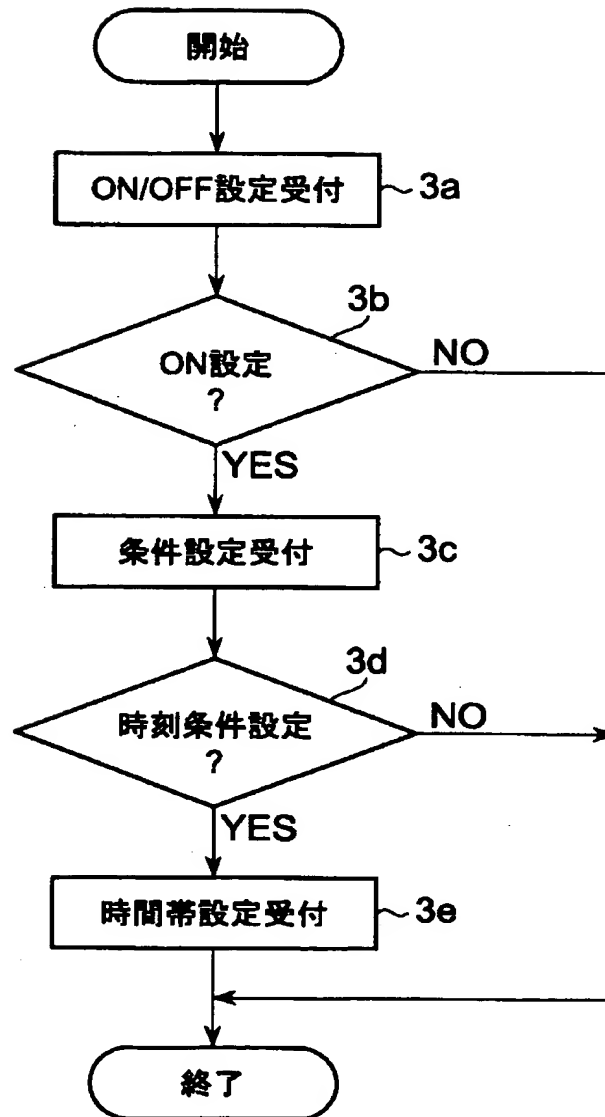 開始
ON/OFF設定受付 3a
3b
ON設定
?
NO
YES
条件設定受付 3c
3d
時刻条件設定
?
NO
YES
時間帯設定受付 3e
終了